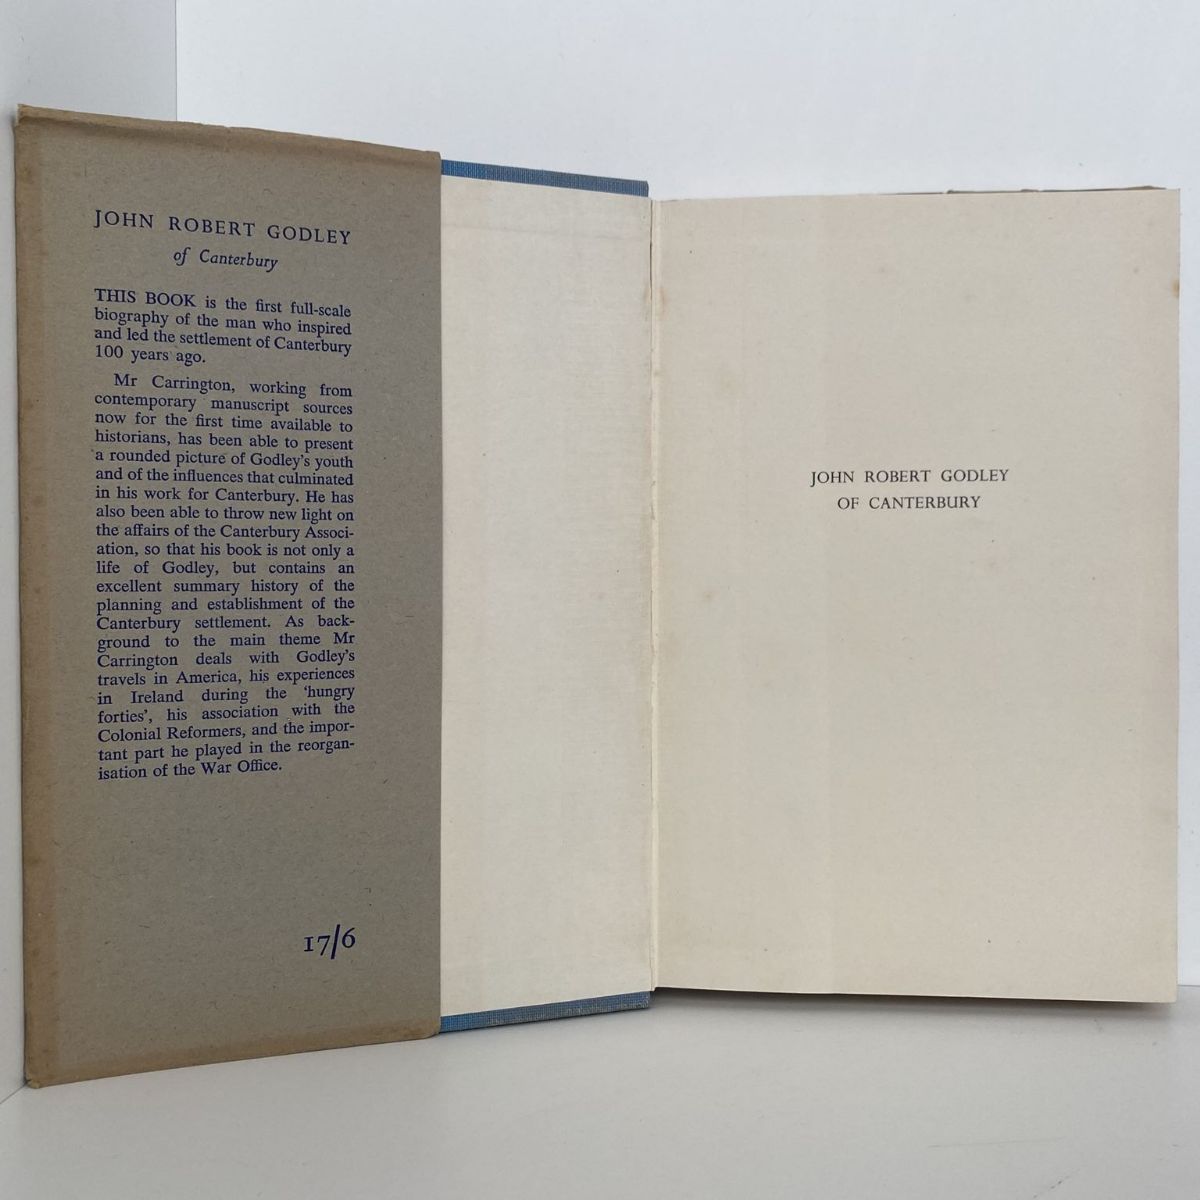 JOHN ROBERT GODLEY
of Canterbury
THIS BOOK is the first full-scale
biography of the man who inspired
and led the settlement of Canterbury
100 years ago.
Mr Carrington, working from
contemporary manuscript sources
now for the first time available to
historians, has been able to present
a rounded picture of Godley's youth
and of the influences that culminated
in his work for Canterbury. He has
also been able to throw new light on
the affairs of the Canterbury Associ-
ation, so that his book is not only a
life of Godley, but contains an
excellent summary history of the
planning and establishment of the
Canterbury settlement. As back-
ground to the main theme Mr
Carrington deals with Godley's
travels in America, his experiences
in Ireland during the 'hungry
forties', his association with the
Colonial Reformers, and the impor-
tant part he played in the reorgan-
isation of the War Office.
17/6
JOHN ROBERT GODLEY
OF CANTERBURY